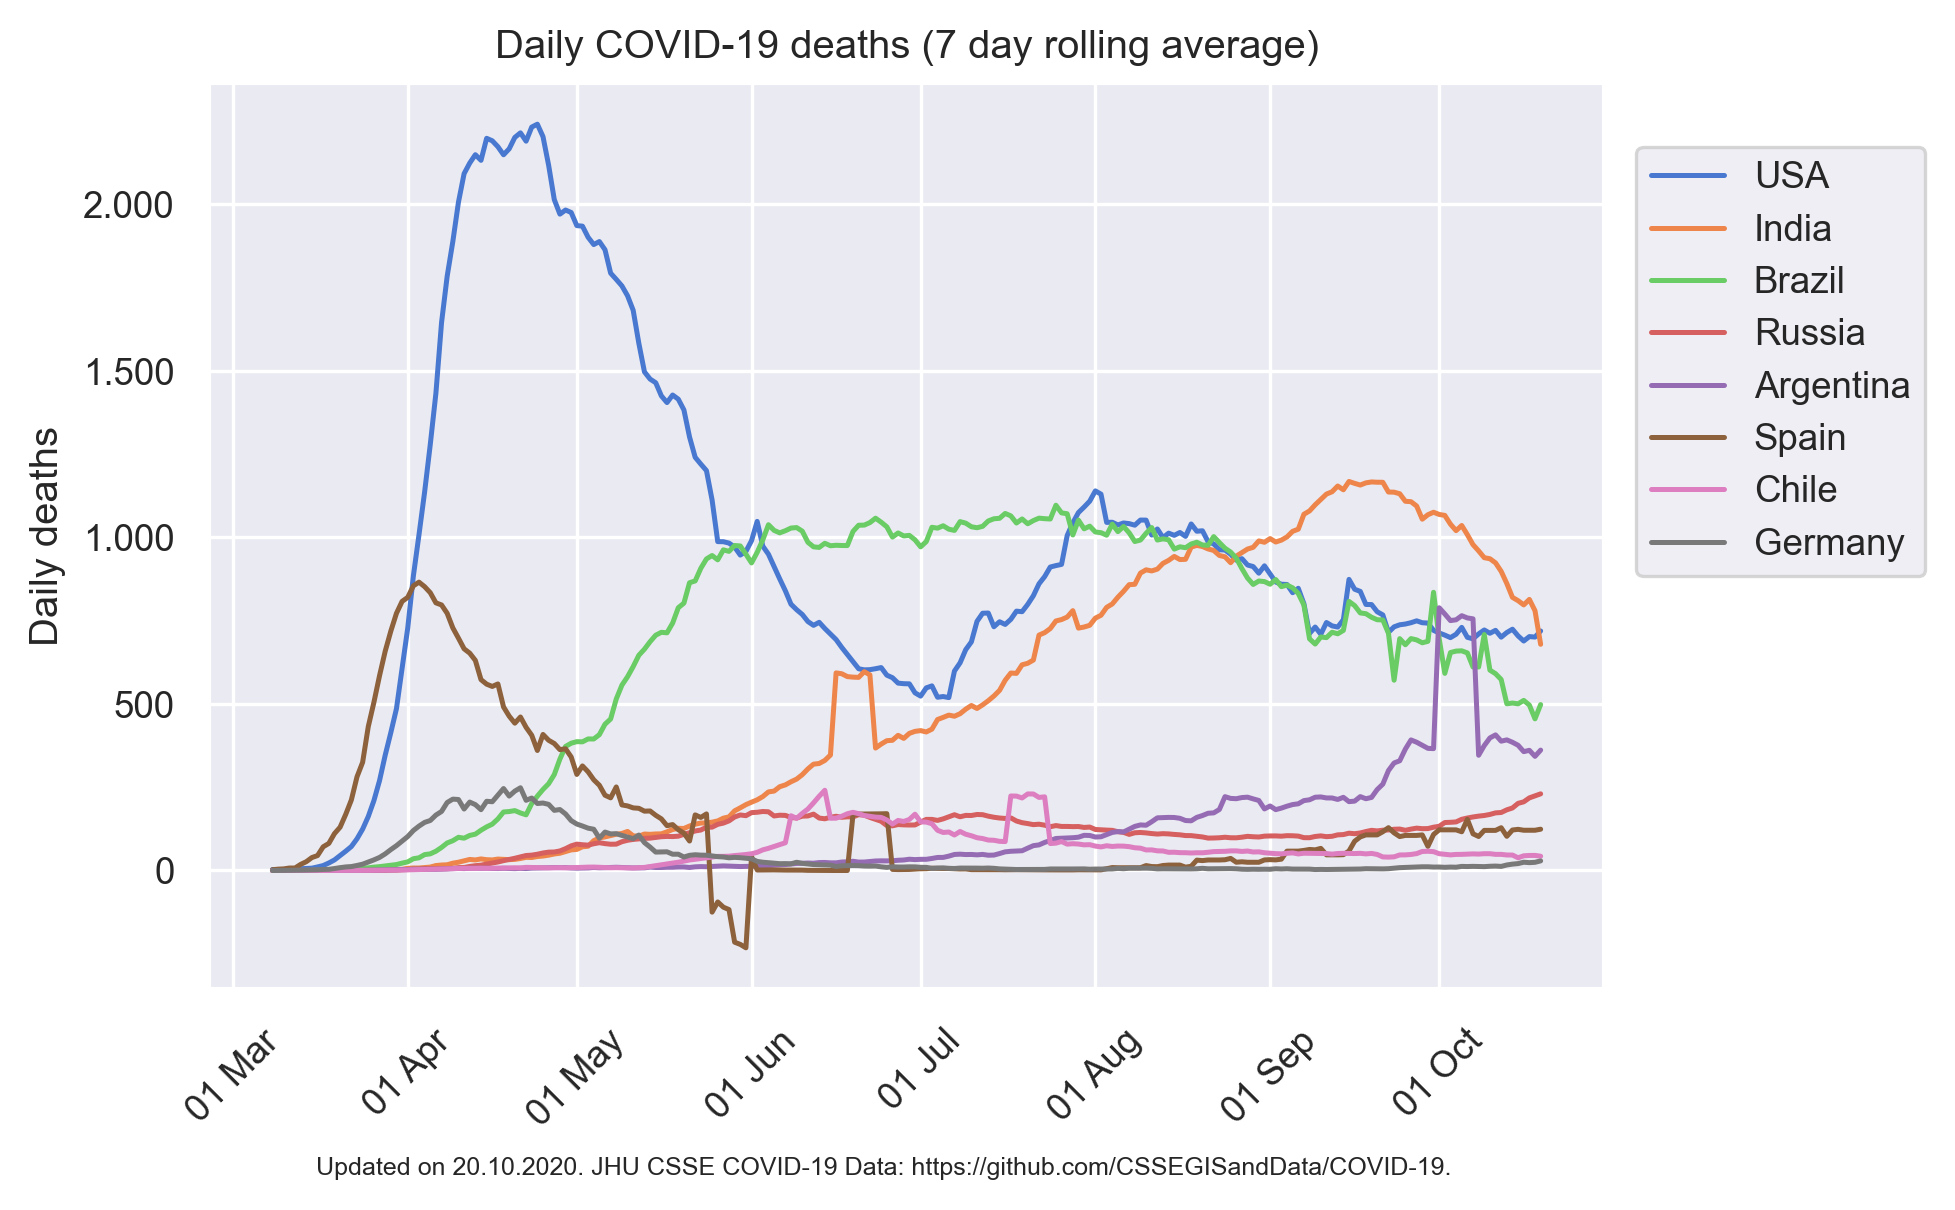 Daily COVID-19 deaths (7 day rolling average)
2.000
1.500
1.000
500
0
Daily deaths
01 Mar
01 Apr
01 May
01 Jun
01 Jul
01 Aug
01 Sep
01 Oct
USA
India
Brazil
Russia
Argentina
Spain
Chile
Germany
Updated on 20.10.2020. JHU CSSE COVID-19 Data: https://github.com/CSSEGISandData/COVID-19.